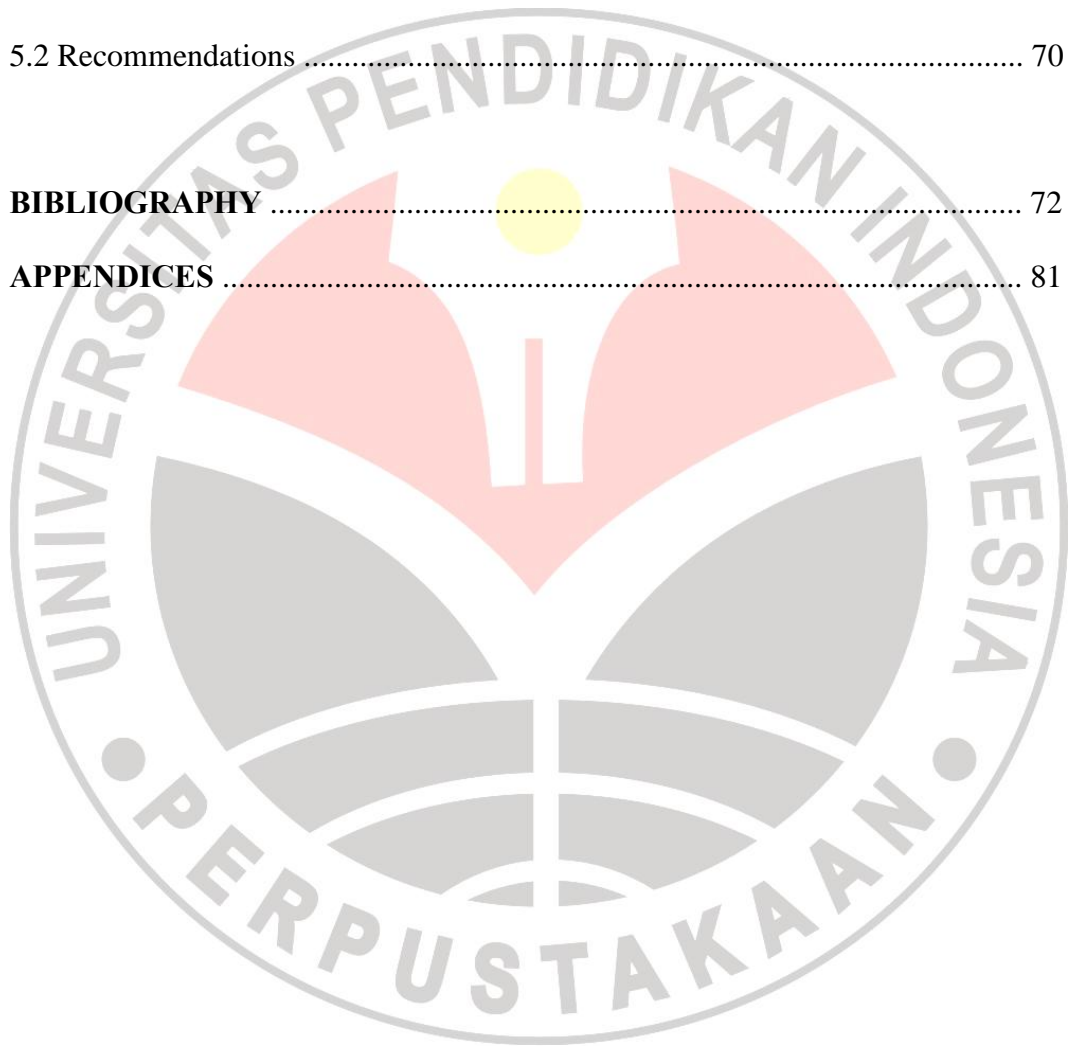 5.2 Recommendations ........................................................................... 70
BIBLIOGRAPHY ............................................................................... 72
APPENDICES .................................................................................... 81
UNIVERSITAS PENDIDIKAN INDONESIA
PERPUSTAKAAN